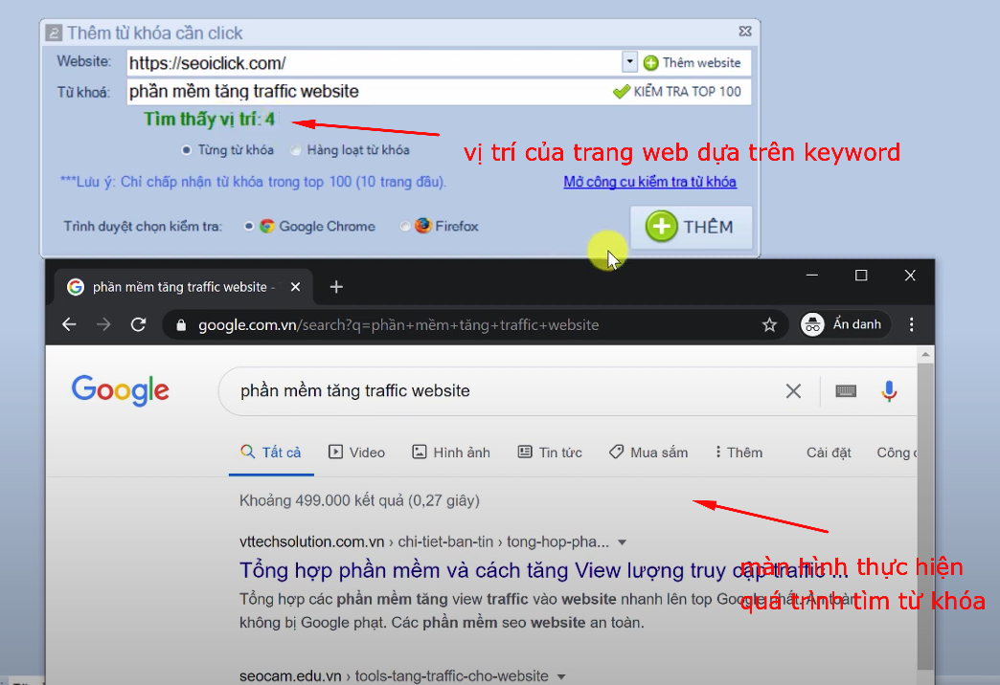 Thêm từ khóa cần click
Website: https://seoiclick.com/ Thêm website
Từ khoá: phần mềm tăng traffic website KIỂM TRA TOP 100
Tìm thấy vị trí: 4
vị trí của trang web dựa trên keyword
Từng từ khóa Hàng loạt từ khóa
***Lưu ý: Chỉ chấp nhận từ khóa trong top 100 (10 trang đầu). Mở công cu kiểm tra từ khóa
Trình duyệt chọn kiểm tra: Google Chrome Firefox THÊM
phần mềm tăng traffic website -
google.com.vn/search?q=phần+mềm+tăng+traffic+website Ẩn danh
Google phần mềm tăng traffic website
Tất cả Video Hình ảnh Tin tức Mua sắm Thêm Cài đặt Công
Khoảng 499.000 kết quả (0,27 giây)
vttechsolution.com.vn › chi-tiet-ban-tin › tong-hop-pha...
Tổng hợp phần mềm và cách tăng View lượng truy cập traffic ...
màn hình thực hiện
quá trình tìm từ khóa
Tổng hợp các phần mềm tăng view traffic vào website nhanh lên top Google nhất. An toàn
không bị Google phạt. Các phần mềm seo website an toàn.
seocam.edu.vn › tools-tang-traffic-cho-website